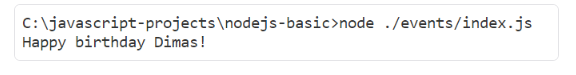 C:\javascript-projects\nodejs-basic>node ./events/index.js
Happy birthday Dimas!